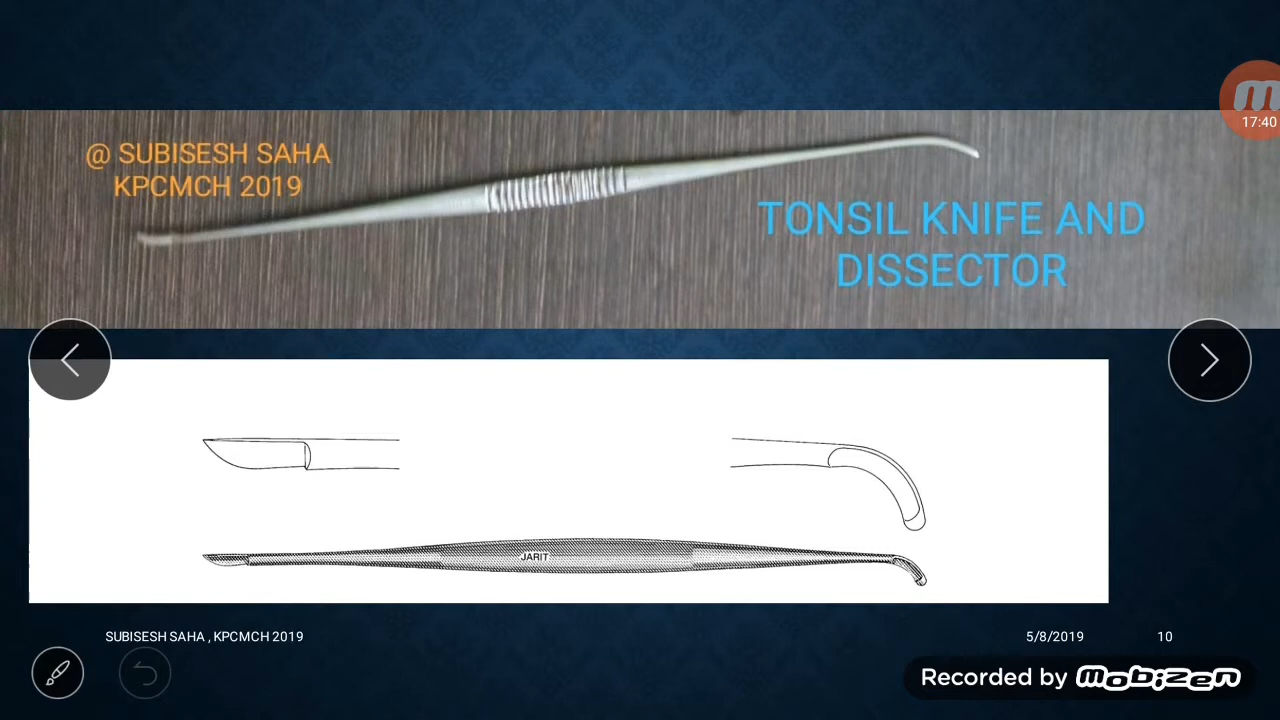 @ SUBISESH SAHA
KPCMCH 2019
17:40
TONSIL KNIFE AND
DISSECTOR
JARIT
SUBISESH SAHA , KPCMCH 2019
5/8/2019
10
Recorded by mobizen